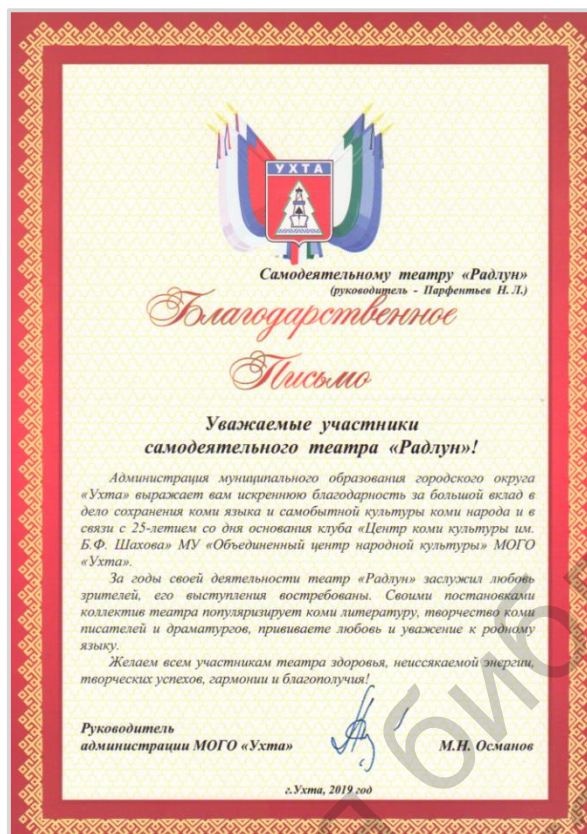 УХТА
Самодеятельному театру «Радлун»
(руководитель - Парфентьев Н. Л.)
Благодарственное
Письмо
Уважаемые участники
самодеятельного театра «Радлун»!
Администрация муниципального образования городского округа
«Ухта» выражает вам искреннюю благодарность за большой вклад в
дело сохранения коми языка и самобытной культуры коми народа и в
связи с 25-летием со дня основания клуба «Центр коми культуры им.
Б.Ф. Шахова» МУ «Объединенный центр народной культуры» МОГО
«Ухта».
За годы своей деятельности театр «Радлун» заслужил любовь
зрителей, его выступления востребованы. Своими постановками
коллектив театра популяризирует коми литературу, творчество коми
писателей и драматургов, прививаете любовь и уважение к родному
языку.
Желаем всем участникам театра здоровья, неиссякаемой энергии,
творческих успехов, гармонии и благополучия!
Руководитель
администрации МОГО «Ухта»
М.Н. Османов
г.Ухта, 2019 год